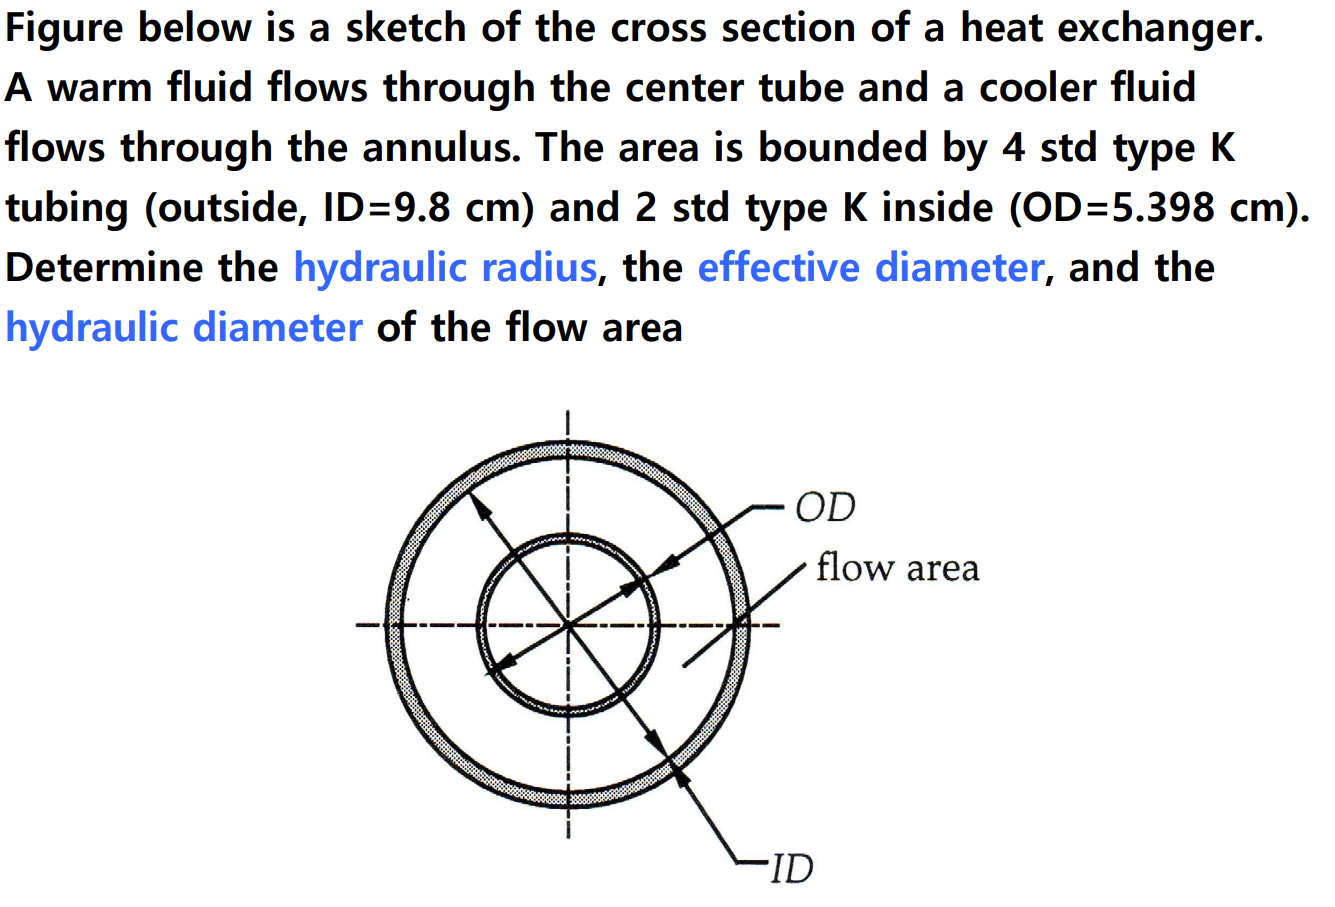 Figure below is a sketch of the cross section of a heat exchanger.
A warm fluid flows through the center tube and a cooler fluid
flows through the annulus. The area is bounded by 4 std type K
tubing (outside, ID=9.8 cm) and 2 std type K inside (OD=5.398 cm).
Determine the hydraulic radius, the effective diameter, and the
hydraulic diameter of the flow area
OD
flow area
ID